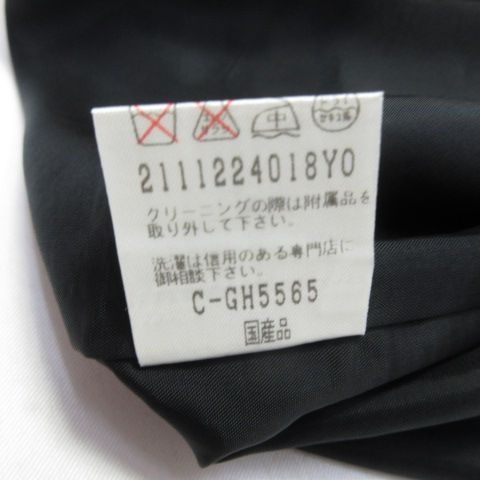 中
2111224018Y0
クリーニングの際は附属品を
取り外して下さい。
洗濯は信用のある専門店に
御相談下さい。
C-GH5565
国産品